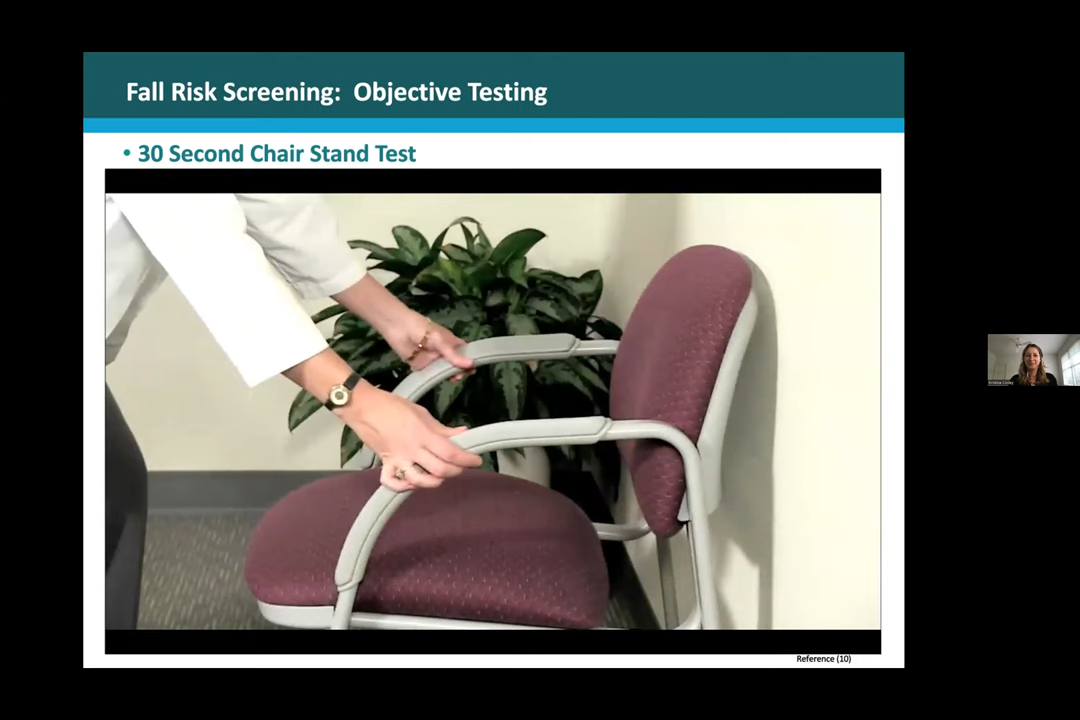 Fall Risk Screening: Objective Testing
• 30 Second Chair Stand Test
Reference (10)